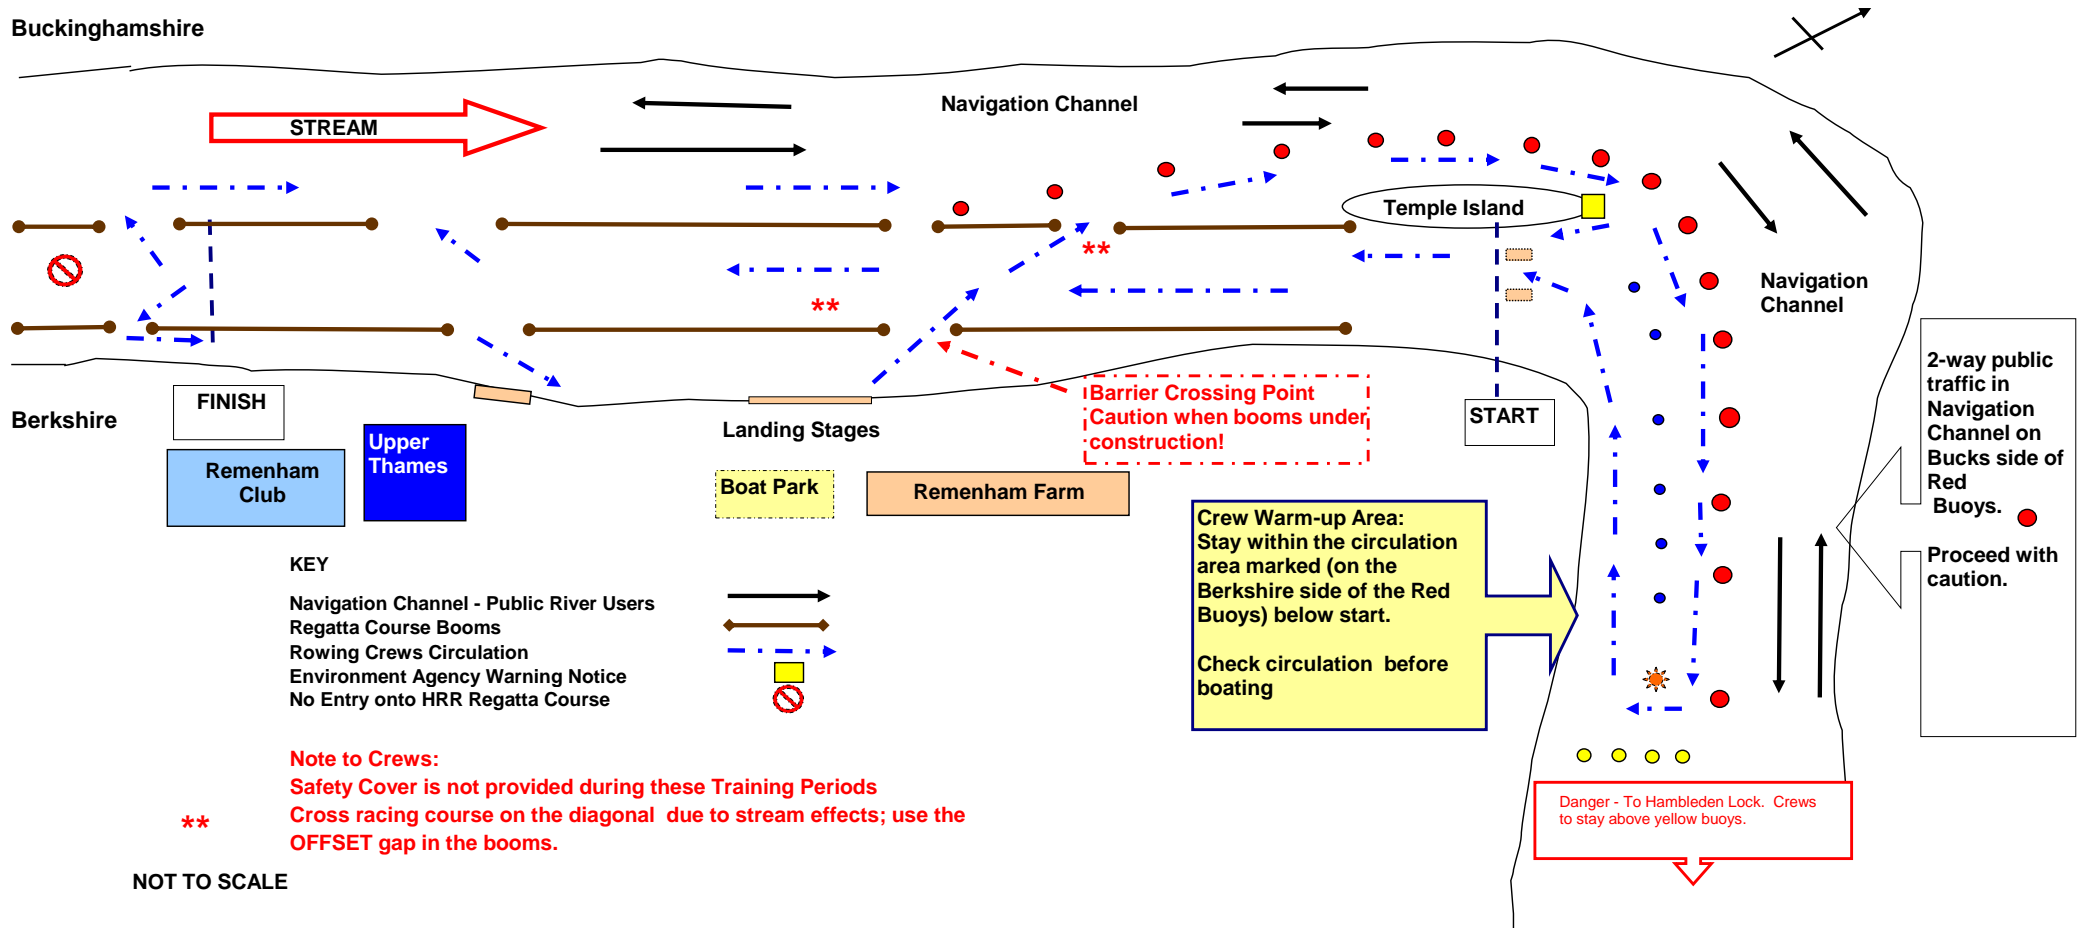 Buckinghamshire
STREAM
Navigation Channel
Temple Island
**
**
Navigation
Channel
Berkshire
FINISH
Remenham
Club
Upper
Thames
Landing Stages
Boat Park
Remenham Farm
Barrier Crossing Point
Caution when booms under
construction!
START
2-way public
traffic in
Navigation
Channel on
Bucks side of
Red
Buoys.
Proceed with
caution.
Crew Warm-up Area:
Stay within the circulation
area marked (on the
Berkshire side of the Red
Buoys) below start.
Check circulation before
boating
KEY
Navigation Channel - Public River Users
Regatta Course Booms
Rowing Crews Circulation
Environment Agency Warning Notice
No Entry onto HRR Regatta Course
Note to Crews:
Safety Cover is not provided during these Training Periods
** Cross racing course on the diagonal due to stream effects; use the
OFFSET gap in the booms.
Danger - To Hambleden Lock. Crews
to stay above yellow buoys.
NOT TO SCALE